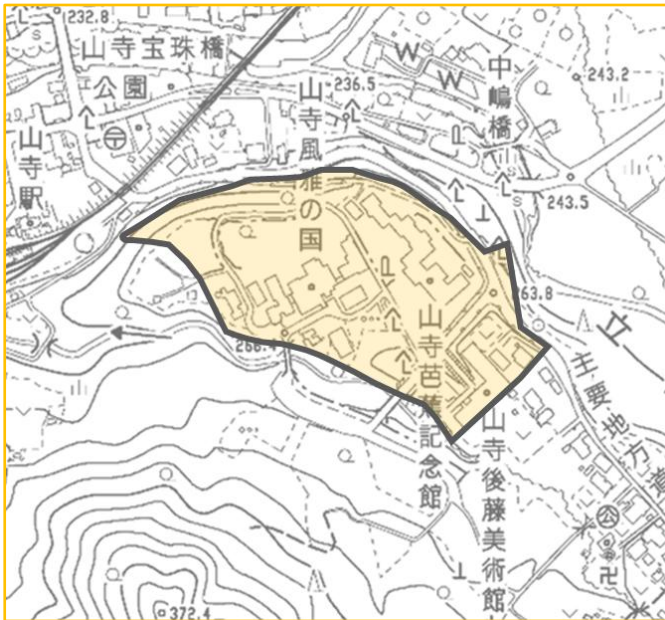 232.8
山寺宝珠橋
公園
山寺駅
236.5
山寺風雅の国
中嶋橋
243.2
243.5
263.8
山寺芭蕉記念館
山寺後藤美術館
主要地方道
372.4